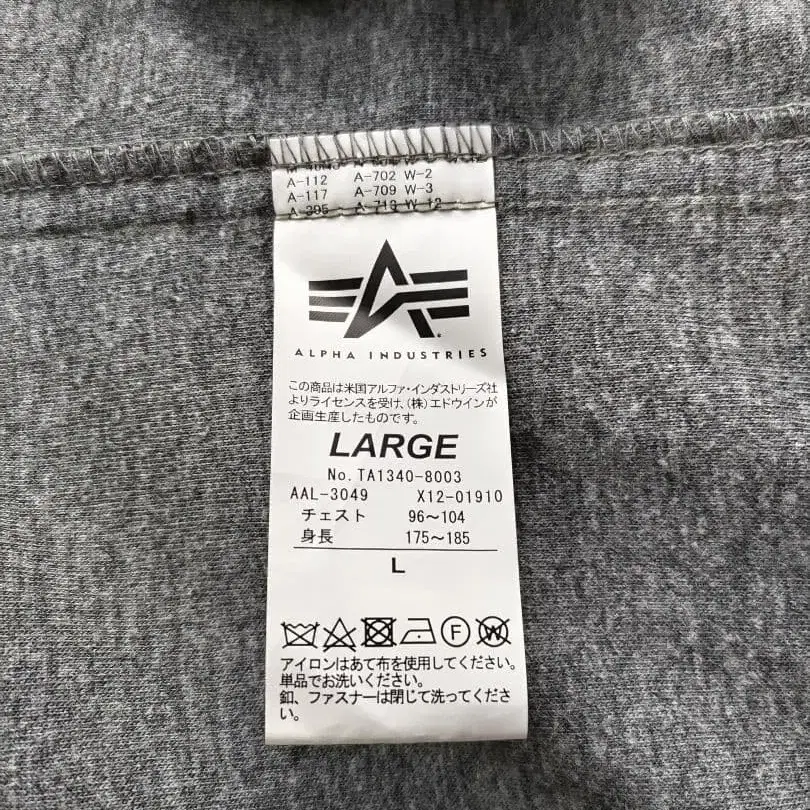 A-112 A-702 W-2
A-117 A-709 W-3
A-395 A-713 W-12
ALPHA INDUSTRIES
この商品は米国アルファ・インダストリーズ社
よりライセンスを受け、(株)エドウインが
企画生産したものです。
LARGE
No.TA1340-8003
AAL-3049 X12-01910
チェスト 96～104
身長 175～185
L
F
W
アイロンはあて布を使用してください。
単品でお洗いください。
釦、ファスナーは閉じて洗ってくださ
い。